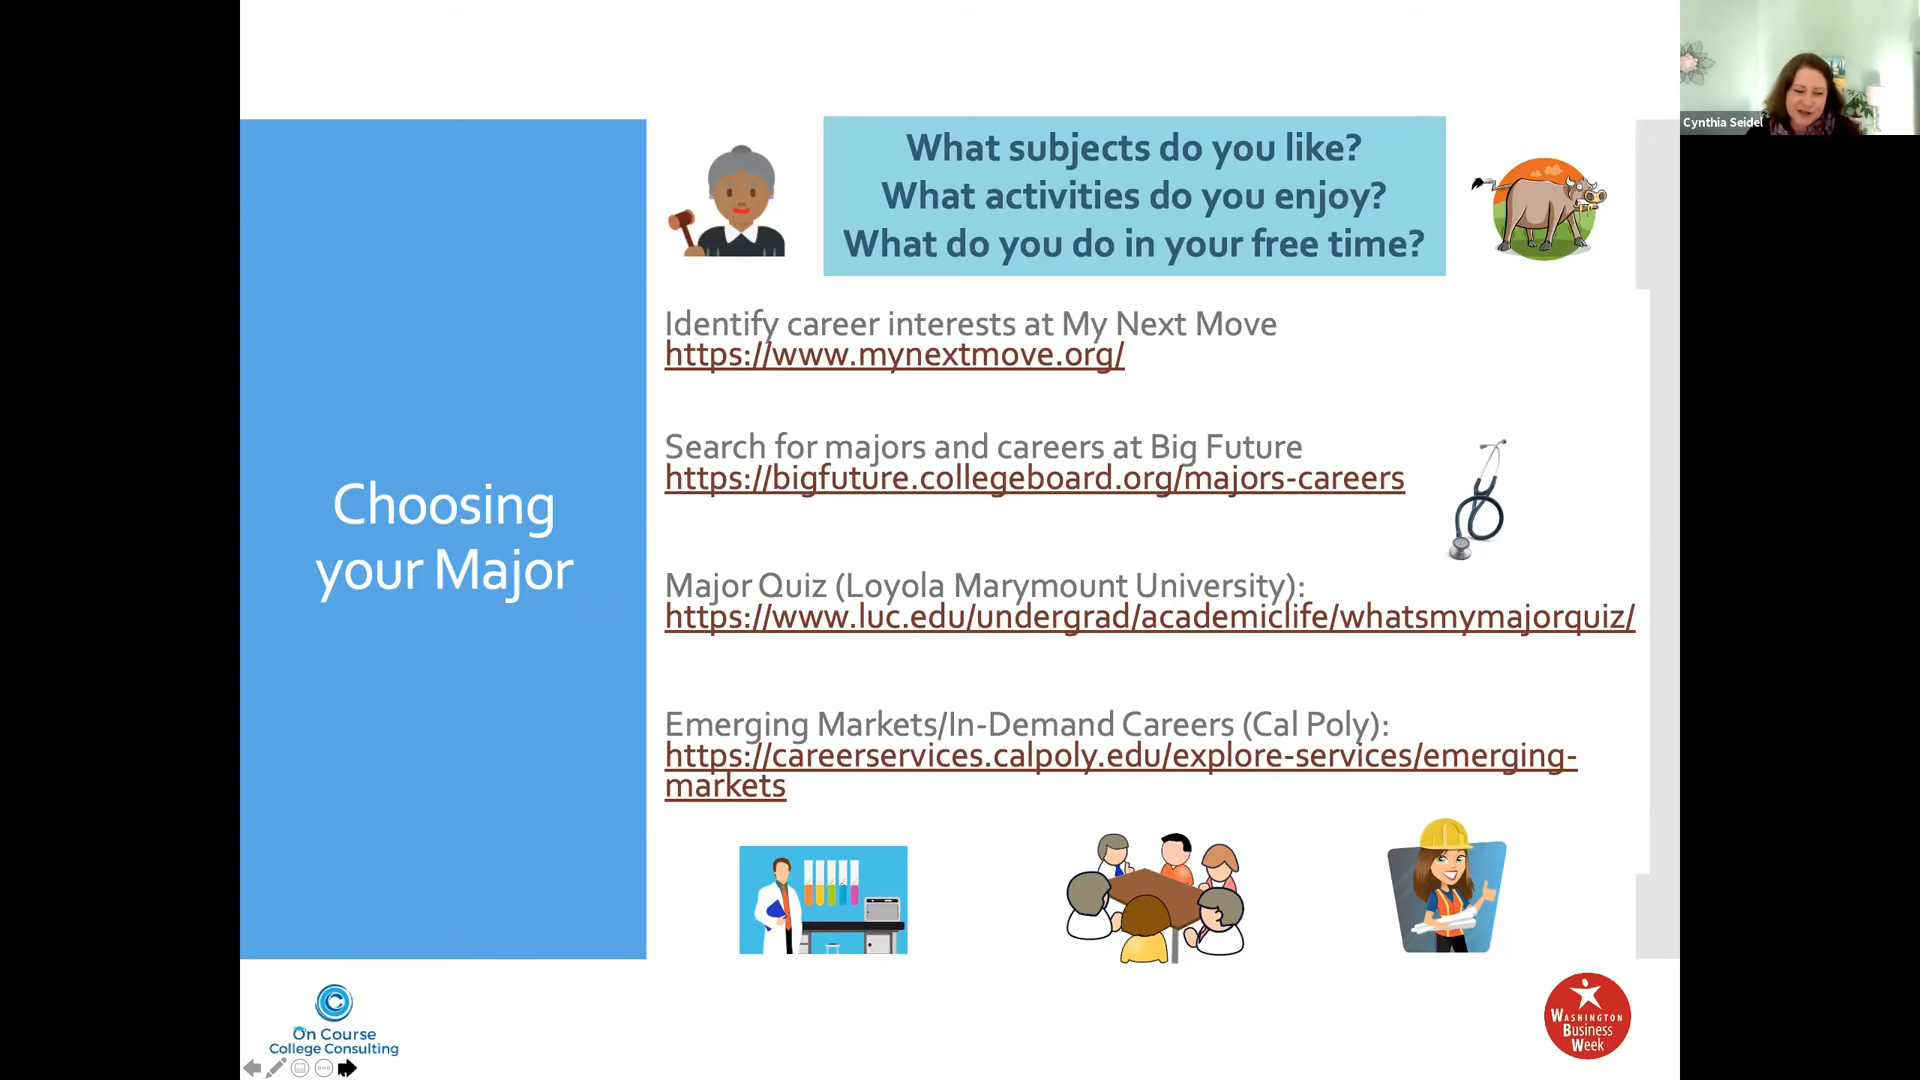 Cynthia Seidel
What subjects do you like?
What activities do you enjoy?
What do you do in your free time?
Identify career interests at My Next Move
https://www.mynextmove.org/
Search for majors and careers at Big Future
https://bigfuture.collegeboard.org/majors-careers
Choosing
your Major
Major Quiz (Loyola Marymount University):
https://www.luc.edu/undergrad/academiclife/whatsmymajorquiz/
Emerging Markets/In-Demand Careers (Cal Poly):
https://careerservices.calpoly.edu/explore-services/emerging-
markets
On Course
College Consulting
WASHINGTON
BUSINESS
WEEK